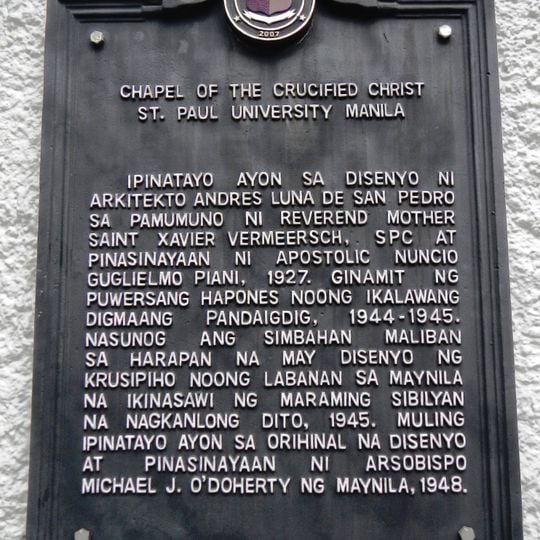 2007
CHAPEL OF THE CRUCIFIED CHRIST
ST. PAUL UNIVERSITY MANILA
IPINATAYO AYON SA DISENYO NI
ARKITEKTO ANDRES LUNA DE SAN PEDRO
SA PAMUMUNO NI REVEREND MOTHER
SAINT XAVIER VERMEERSCH, SPC AT
PINASINAYAAN NI APOSTOLIC NUNCIO
GUGLIELMO PIANI, 1927. GINAMIT NG
PUWERSANG HAPONES NOONG IKALAWANG
DIGMAANG PANDAIGDIG, 1944-1945.
NASUNOG ANG SIMBAHAN MALIBAN
SA HARAPAN NA MAY DISENYO NG
KRUSIPIHO NOONG LABANAN SA MAYNILA
NA IKINASAWI NG MARAMING SIBILYAN
NA NAGKANLONG DITO, 1945. MULING
IPINATAYO AYON SA ORIHINAL NA DISENYO
AT PINASINAYAAN NI ARSOBISPO
MICHAEL J. O'DOHERTY NG MAYNILA, 1948.